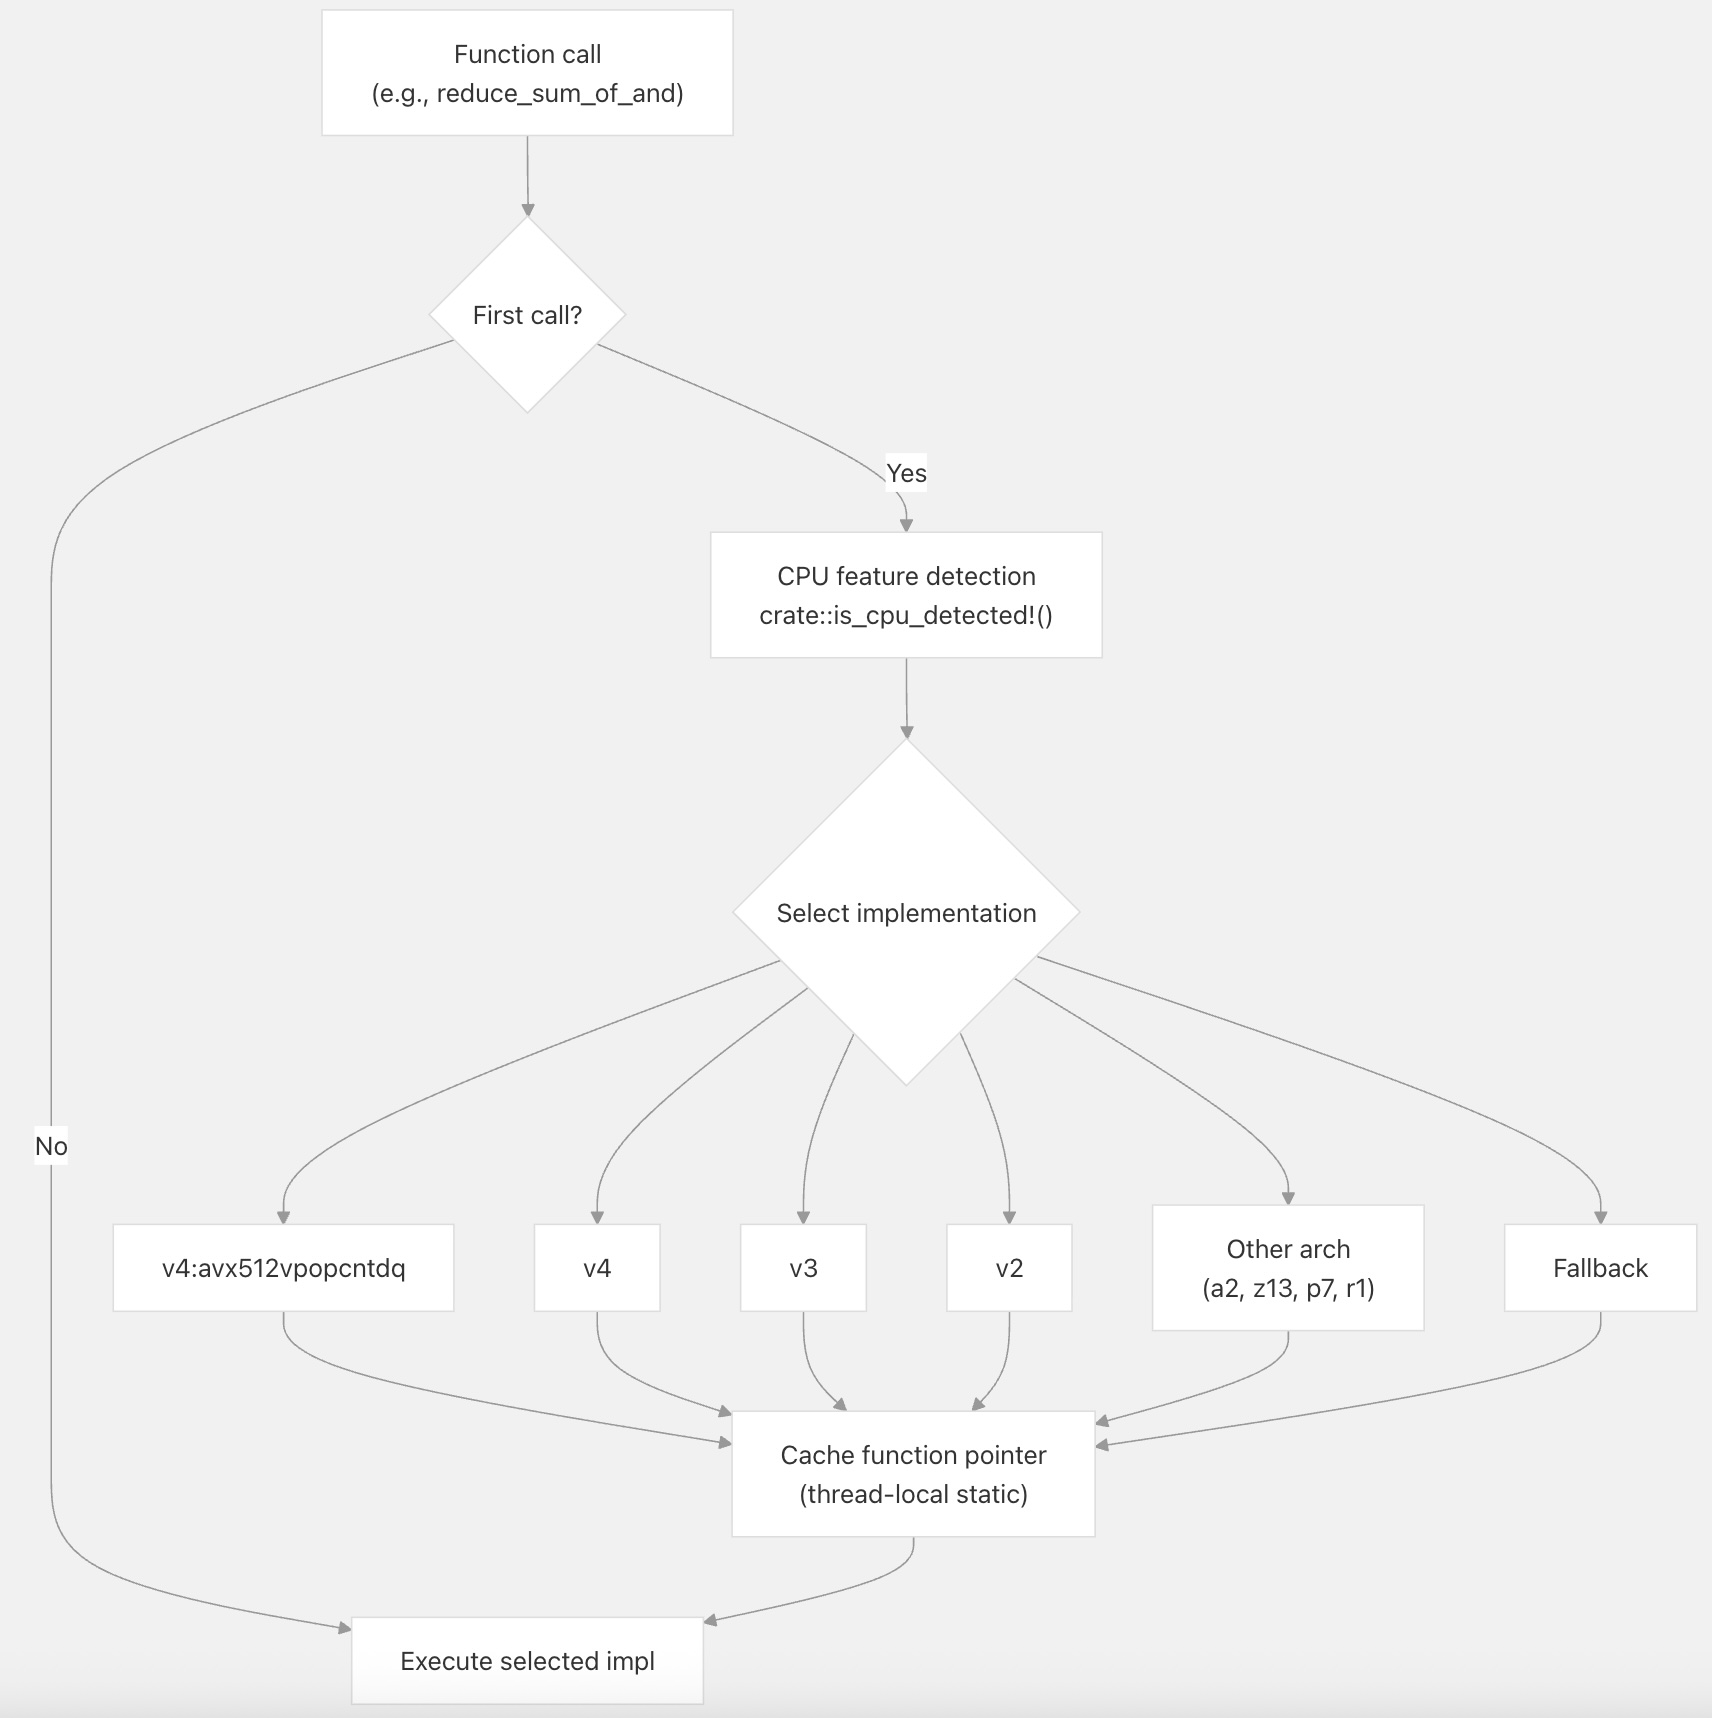 Function call
(e.g., reduce_sum_of_and)
First call?
Yes
CPU feature detection
crate::is_cpu_detected!()
Select implementation
No
v4:avx512vpopcntdq
v4
v3
v2
Other arch
(a2, z13, p7, r1)
Fallback
Cache function pointer
(thread-local static)
Execute selected impl